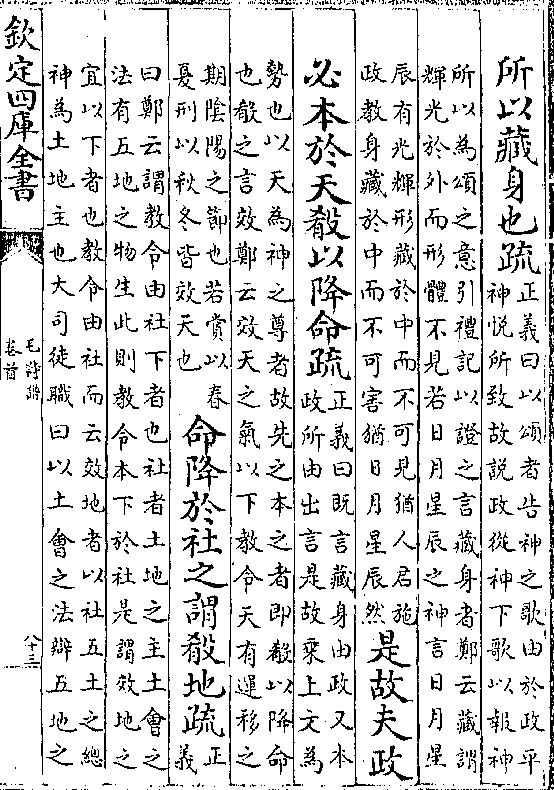 所以藏身也疏
正義曰以頌者告神之歌由於政平
神悦所致故説政從神下歌以報神
所以為頌之意引禮記以證之言藏身者鄭云藏謂
輝光於外而形體不見若日月星辰之神言日月星
辰有光輝形藏於中而不可見猶人君施
政教身藏於中而不可害猶日月星辰然
是故夫政
必本於天殽以降命疏
正義曰既言藏身由政又本
政所由出言是故乘上文為
勢也以天為神之尊者故先之本之者即殽以降命
也殽之言效鄭云效天之氣以下教令天有運移之
期陰陽之節也若賞以春
夏刑以秋冬皆效天也
命降於社之謂殽地疏
正
義
曰鄭云謂教令由社下者也社者土地之主土會之
法有五地之物生此則教令本下於社是謂效地之
宜以下者也教令由社而云效地者以社五土之總
神為土地主也大司徒職曰以土會之法辨五地之
欽定四庫全書
毛詩譜
卷首
八十三